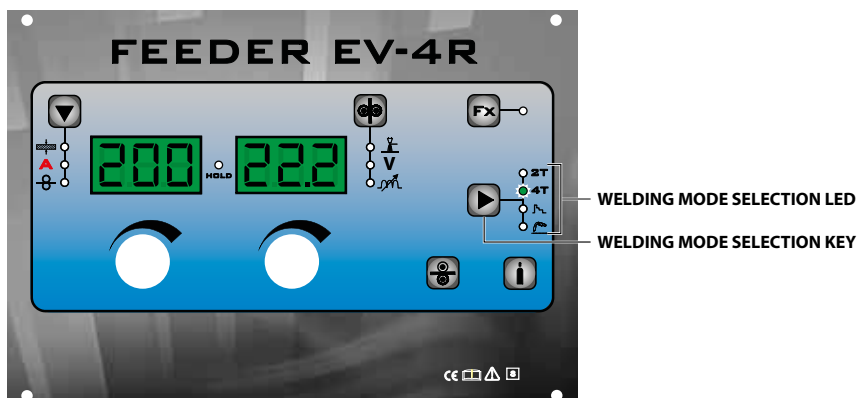 FEEDER EV-4R
FX
2T
A
200
HOLD
22.2
V
4T
WELDING MODE SELECTION LED
WELDING MODE SELECTION KEY
CE